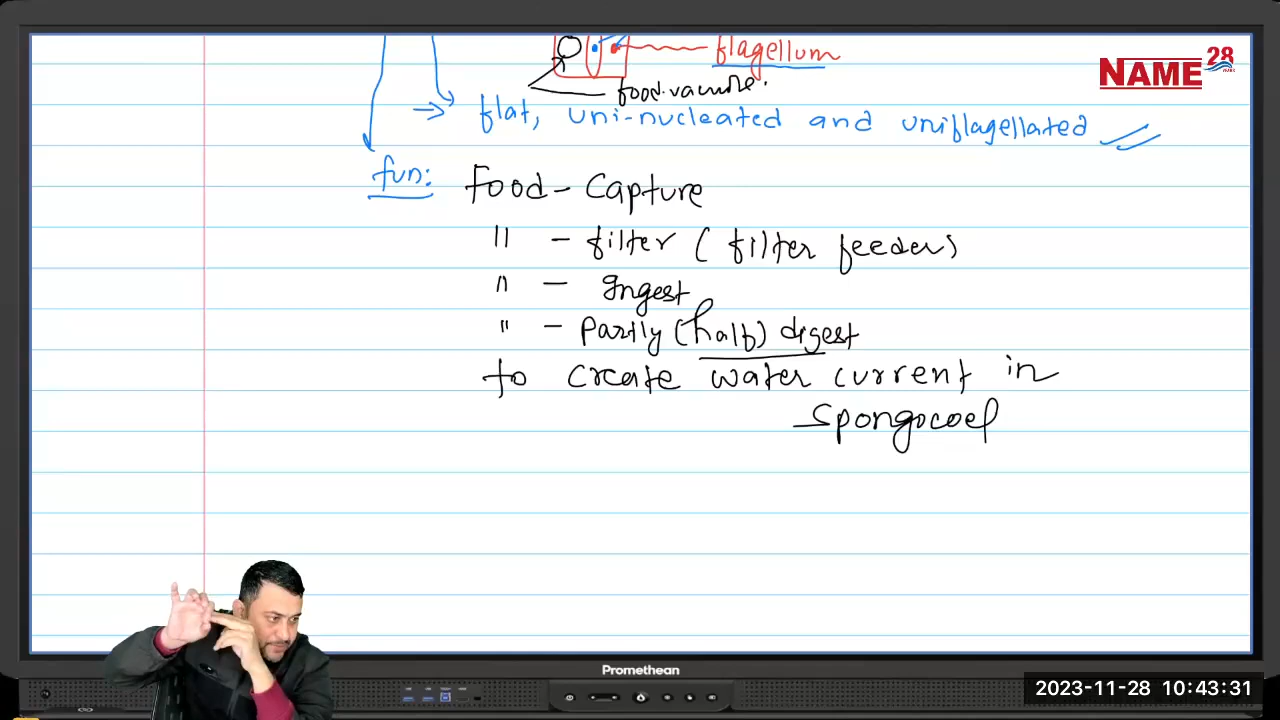 flagellum
NAME 28
food vacuole.
→ flat, uni-nucleated and uniflagellated
fun: Food - Capture
" - filter ( filter feeders)
" - Ingest
" - Partly (half) digest
to create water current in
spongocoel
Promethean
2023-11-28 10:43:31